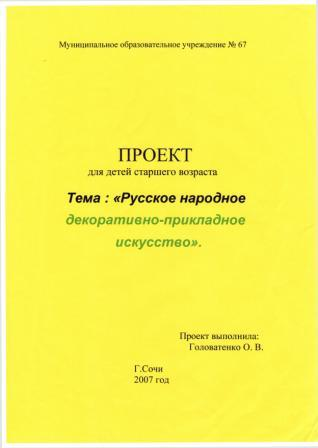 Муниципальное образовательное учреждение № 67
ПРОЕКТ
для детей старшего возраста
Тема : «Русское народное
декоративно-прикладное
искусство».
Проект выполнила:
Головатенко О. В.
Г.Сочи
2007 год